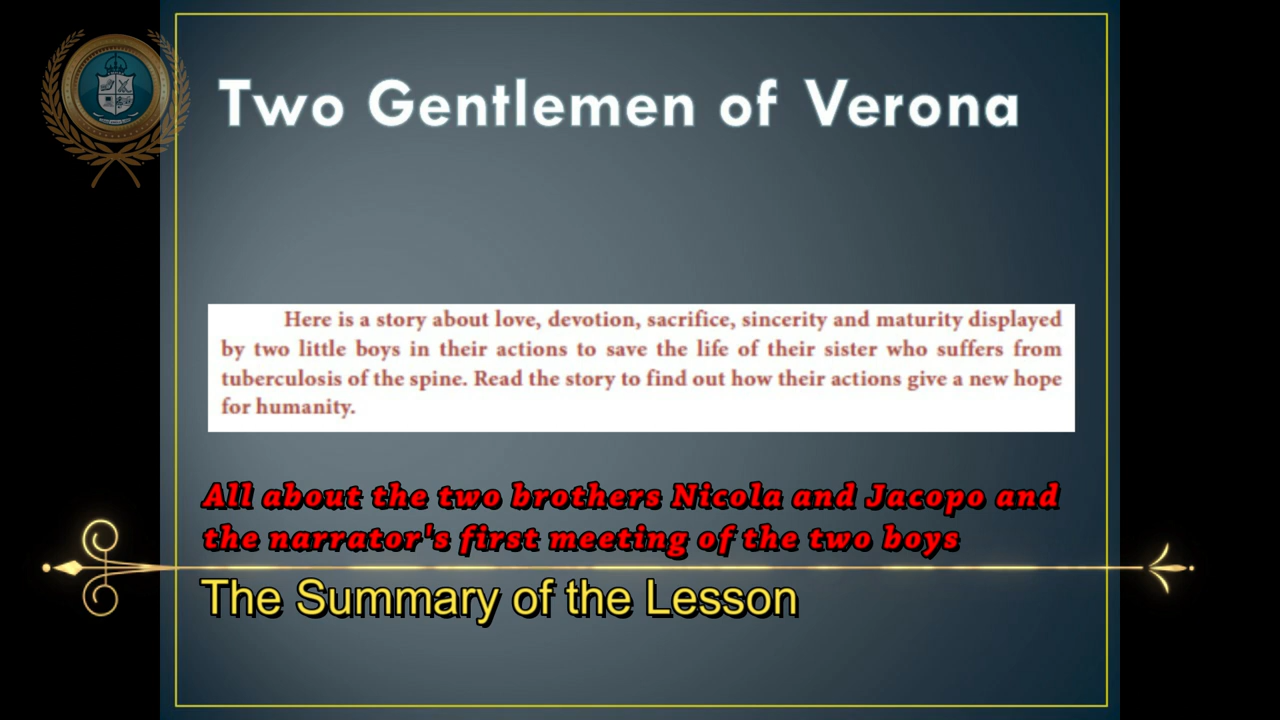 Two Gentlemen of Verona
Here is a story about love, devotion, sacrifice, sincerity and maturity displayed
by two little boys in their actions to save the life of their sister who suffers from
tuberculosis of the spine. Read the story to find out how their actions give a new hope
for humanity.
All about the two brothers Nicola and Jacopo and
the narrator's first meeting of the two boys
The Summary of the Lesson